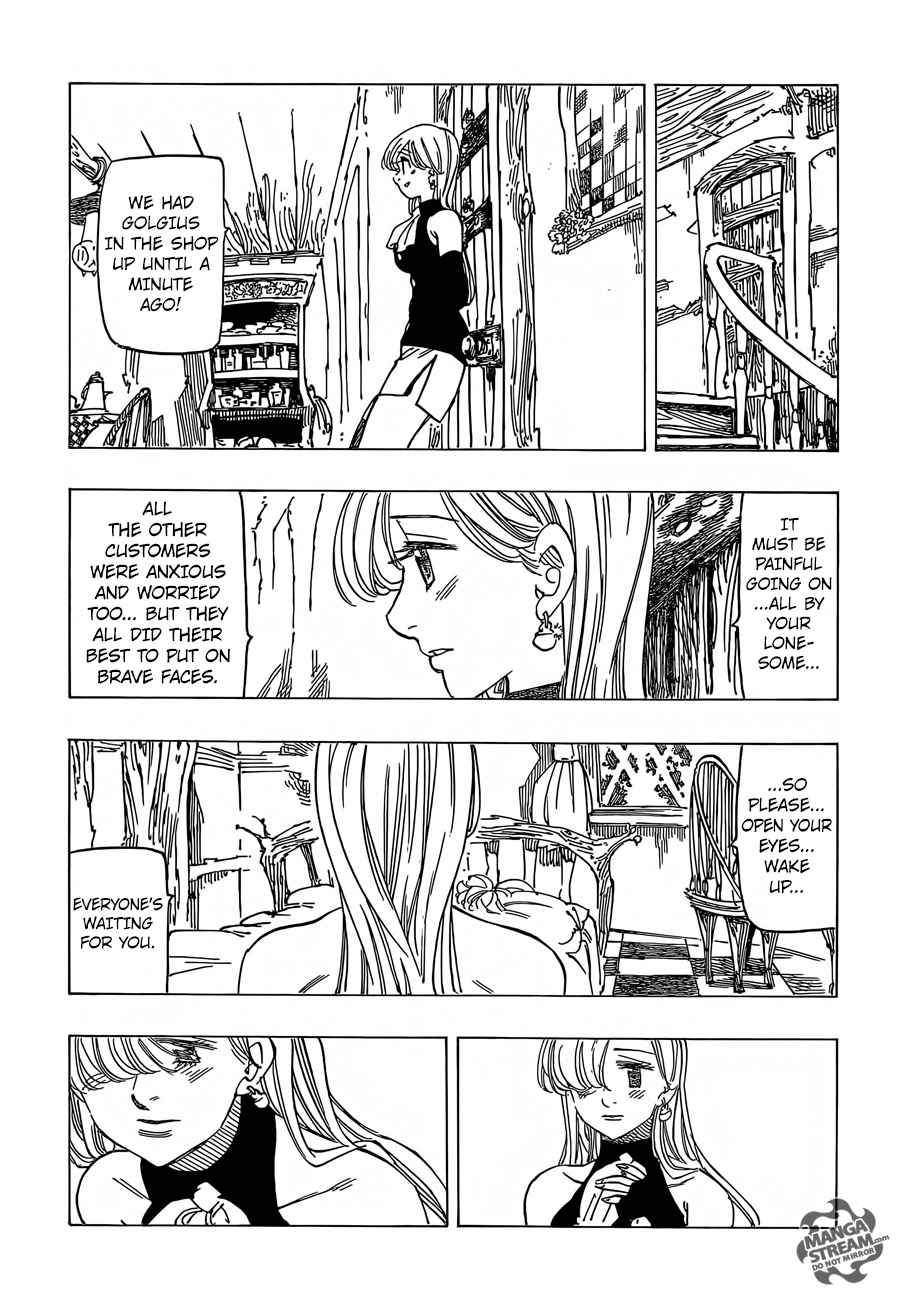 WE HAD
GOLGIUS
IN THE SHOP
UP UNTIL A
MINUTE
AGO!
IT
MUST BE
PAINFUL
GOING ON
...ALL BY
YOUR
LONE-
SOME...
ALL
THE OTHER
CUSTOMERS
WERE ANXIOUS
AND WORRIED
TOO... BUT THEY
ALL DID THEIR
BEST TO PUT ON
BRAVE FACES.
...SO
PLEASE...
OPEN YOUR
EYES...
WAKE
UP...
EVERYONE'S
WAITING
FOR YOU.
MANGA
STREAM.com
DO NOT MIRROR